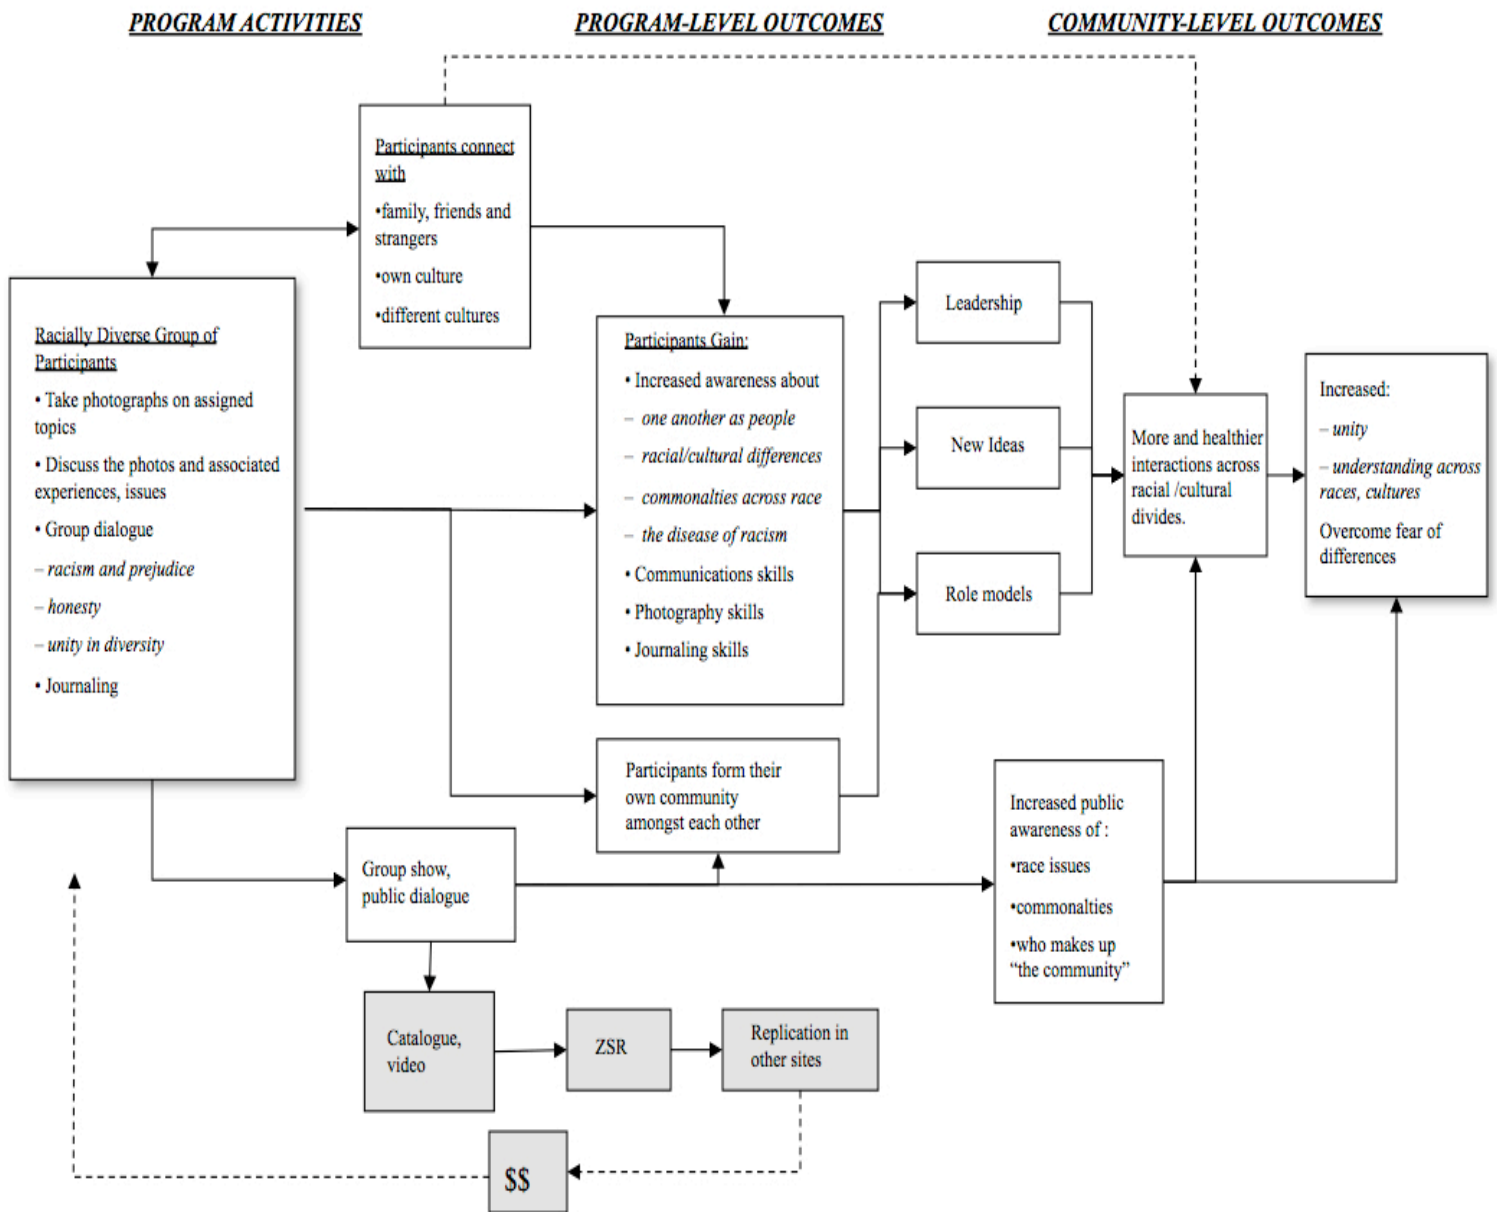 PROGRAM ACTIVITIES
PROGRAM-LEVEL OUTCOMES
COMMUNITY-LEVEL OUTCOMES
Participants connect
with
•family, friends and
strangers
•own culture
•different cultures
Racially Diverse Group of
Participants
• Take photographs on assigned
topics
• Discuss the photos and associated
experiences, issues
• Group dialogue
– racism and prejudice
– honesty
– unity in diversity
• Journaling
Participants Gain:
• Increased awareness about
– one another as people
– racial/cultural differences
– commonalties across race
– the disease of racism
• Communications skills
• Photography skills
• Journaling skills
Leadership
New Ideas
Role models
More and healthier
interactions across
racial /cultural
divides.
Increased:
– unity
– understanding across
races, cultures
Overcome fear of
differences
Participants form their
own community
amongst each other
Group show,
public dialogue
Increased public
awareness of :
•race issues
•commonalties
•who makes up
“the community”
Catalogue,
video
ZSR
Replication in
other sites
$$